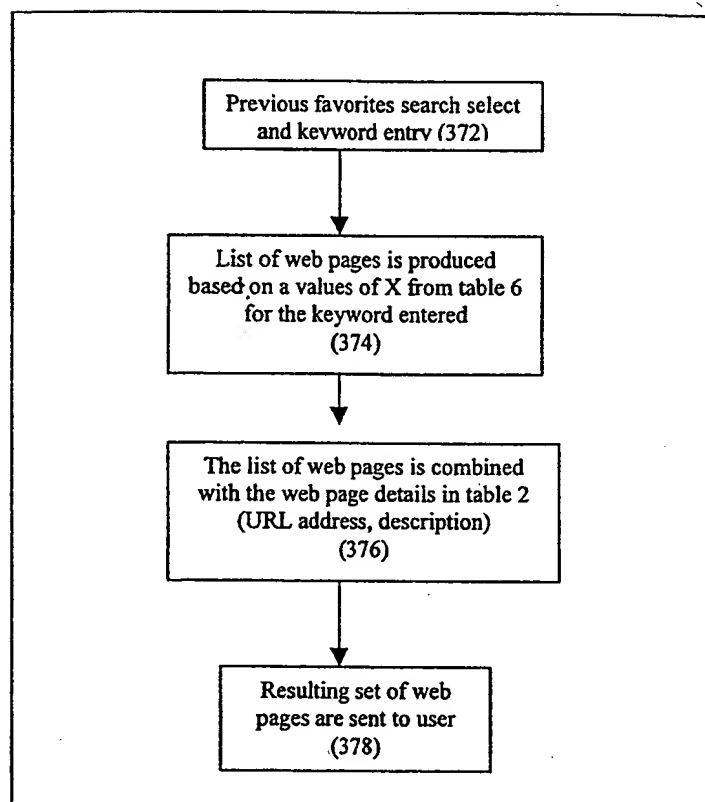 Previous favorites search select
and keyword entry (372)
List of web pages is produced
based on a values of X from table 6
for the keyword entered
(374)
The list of web pages is combined
with the web page details in table 2
(URL address, description)
(376)
Resulting set of web
pages are sent to user
(378)